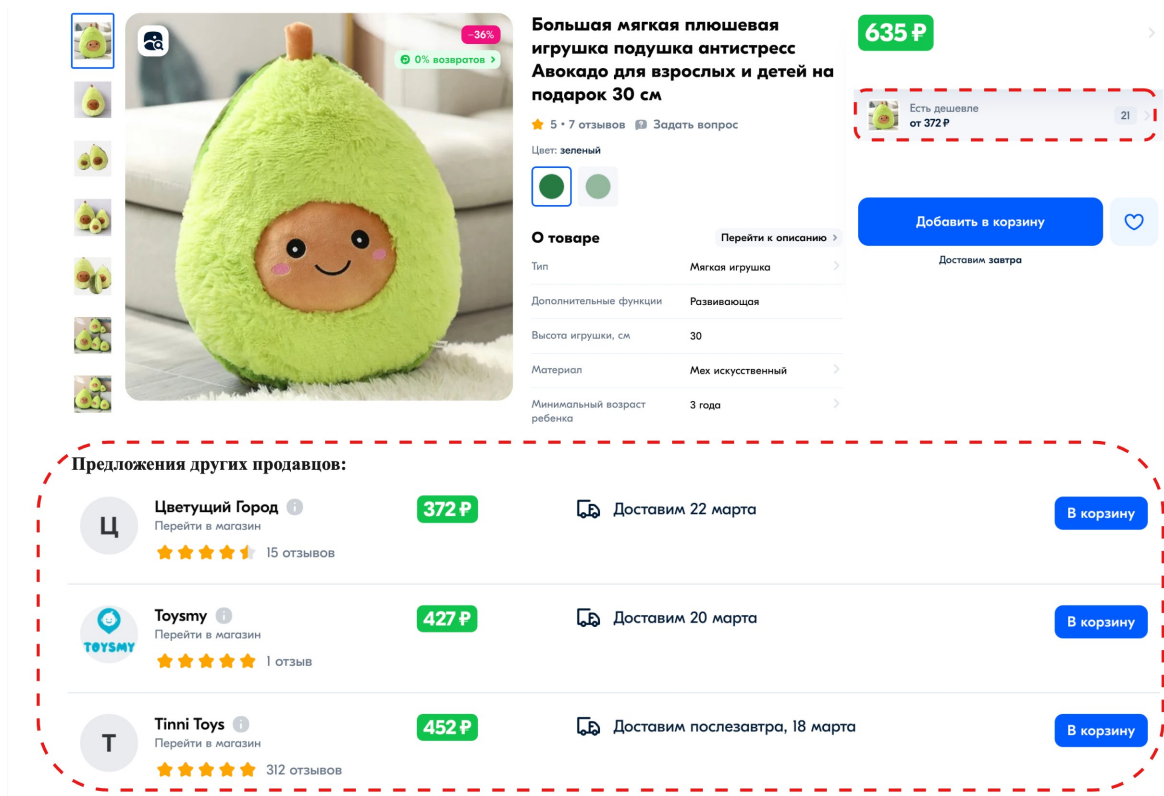 -36%
0% возвратов
Большая мягкая плюшевая
игрушка подушка антистресс
Авокадо для взрослых и детей на
подарок 30 см
5 • 7 отзывов Задать вопрос
Цвет: зеленый
О товаре Перейти к описанию
Тип Мягкая игрушка
Дополнительные функции Развивающая
Высота игрушки, см 30
Материал Мех искусственный
Минимальный возраст 3 года
ребенка
635 ₽
Есть дешевле
от 372 ₽
21
Добавить в корзину
Доставим завтра
Предложения других продавцов:
Ц
Цветущий Город
Перейти в магазин
15 отзывов
372 ₽
Доставим 22 марта
В корзину
TOYSMY
Toysmy
Перейти в магазин
1 отзыв
427 ₽
Доставим 20 марта
В корзину
T
Tinni Toys
Перейти в магазин
312 отзывов
452 ₽
Доставим послезавтра, 18 марта
В корзину